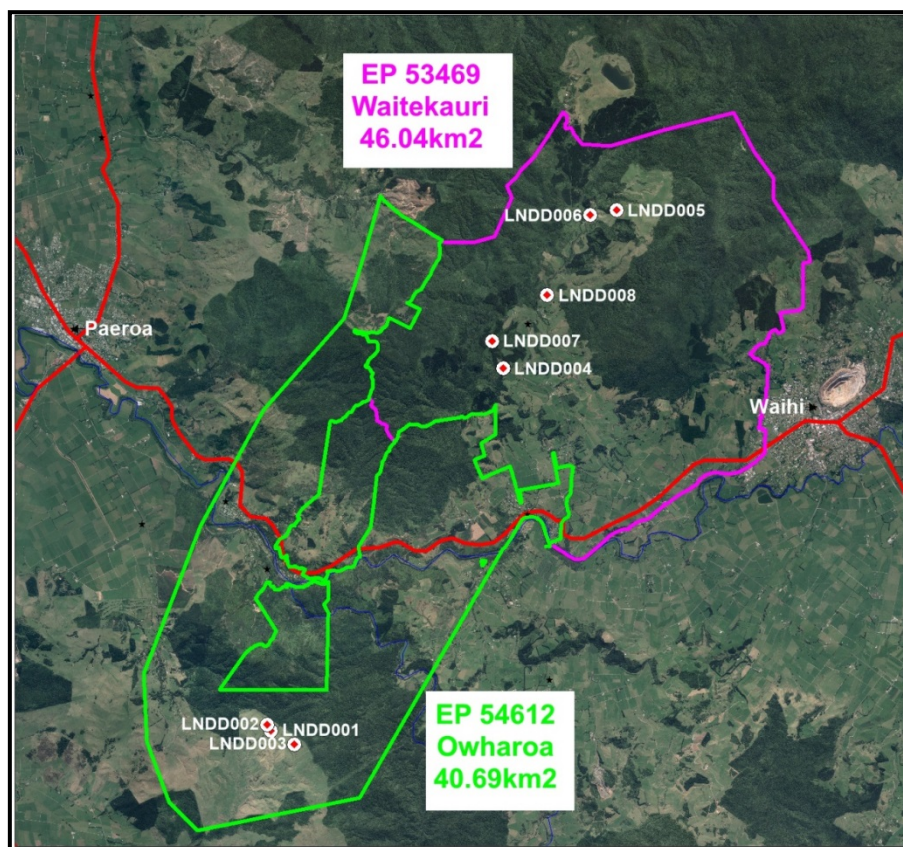 EP 53469
Waitekauri
46.04km2
LNDD006
LNDD005
LNDD008
Paeroa
LNDD007
LNDD004
Waihi
LNDD002
LNDD001
LNDD003
EP 54612
Owharoa
40.69km2